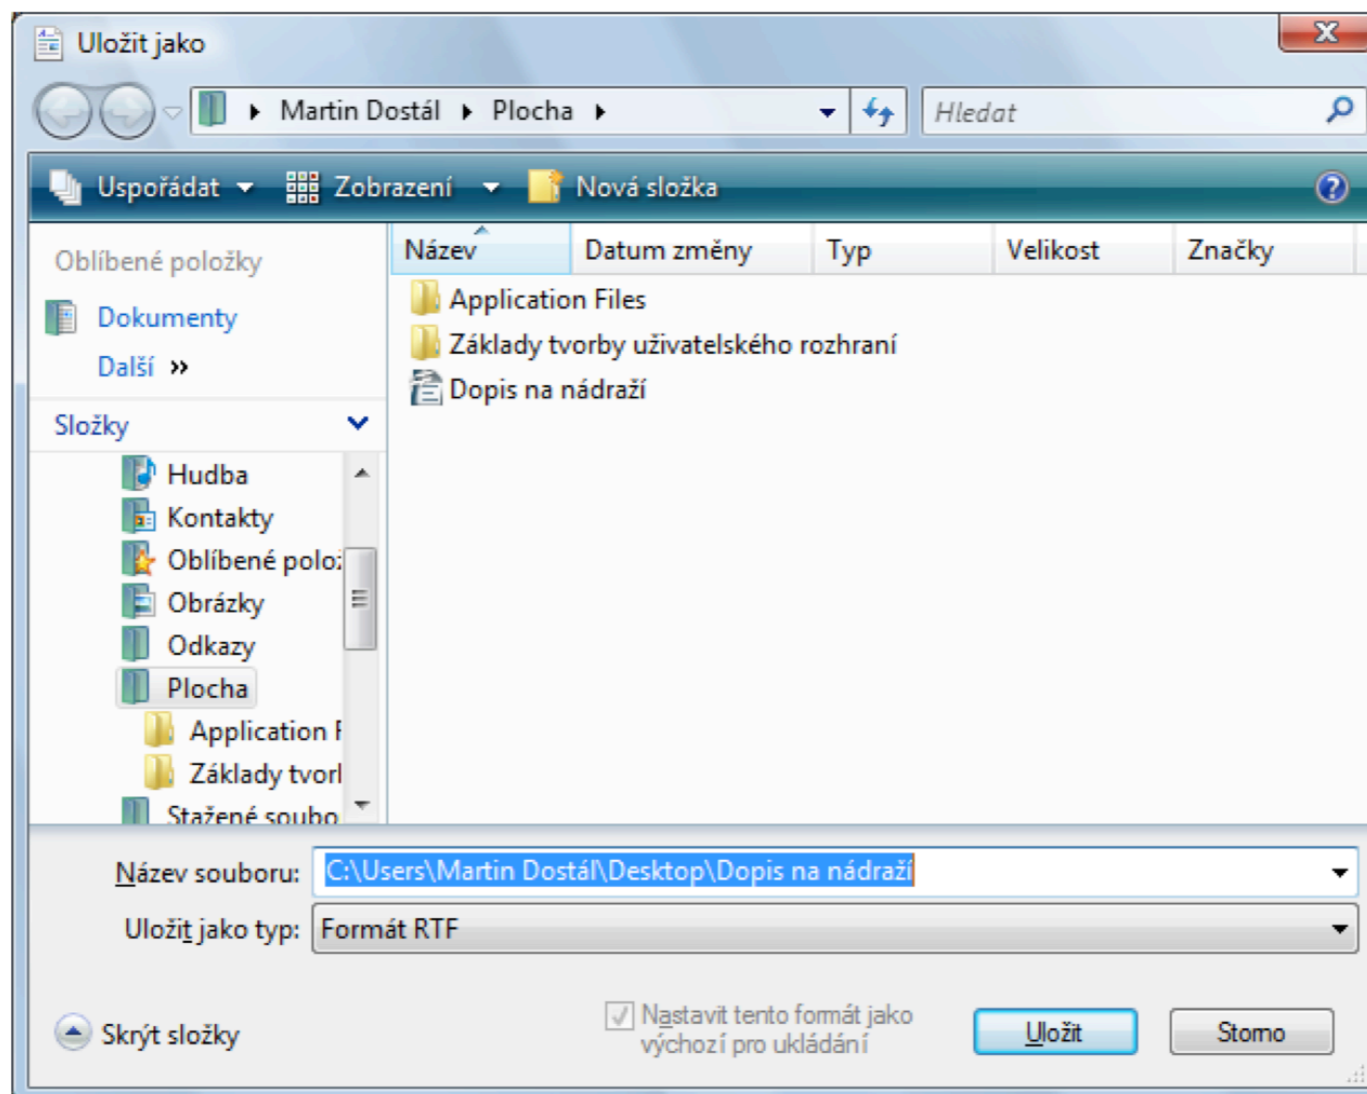 Uložit jako
Martin Dostál Plocha
Hledat
Uspořádat Zobrazení Nová složka
Oblíbené položky
Dokumenty
Další »
Složky
Hudba
Kontakty
Oblíbené polo
Obrázky
Odkazy
Plocha
Application F
Základy tvor
Stažené soubo
Název Datum změny Typ Velikost Značky
Application Files
Základy tvorby uživatelského rozhraní
Dopis na nádraží
Název souboru: C:\Users\Martin Dostál\Desktop\Dopis na nádraží
Uložit jako typ: Formát RTF
Skrýt složky
Nastavit tento formát jako
výchozí pro ukládání
Uložit
Storno